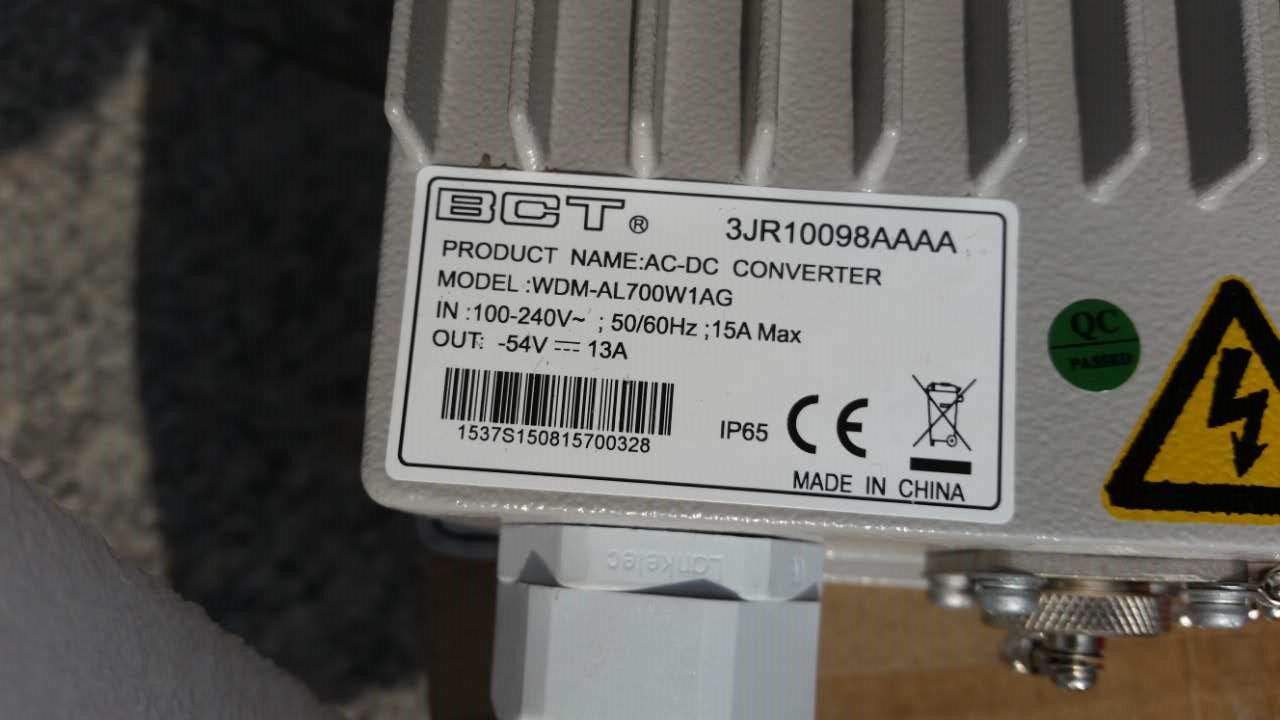 BCT® 3JR10098AAAA
PRODUCT NAME:AC-DC CONVERTER
MODEL :WDM-AL700W1AG
IN :100-240V~ ; 50/60Hz ;15A Max
OUT: -54V ⎓ 13A
1537S150815700328
IP65 CE
MADE IN CHINA
QC
PASSED
Lankelec